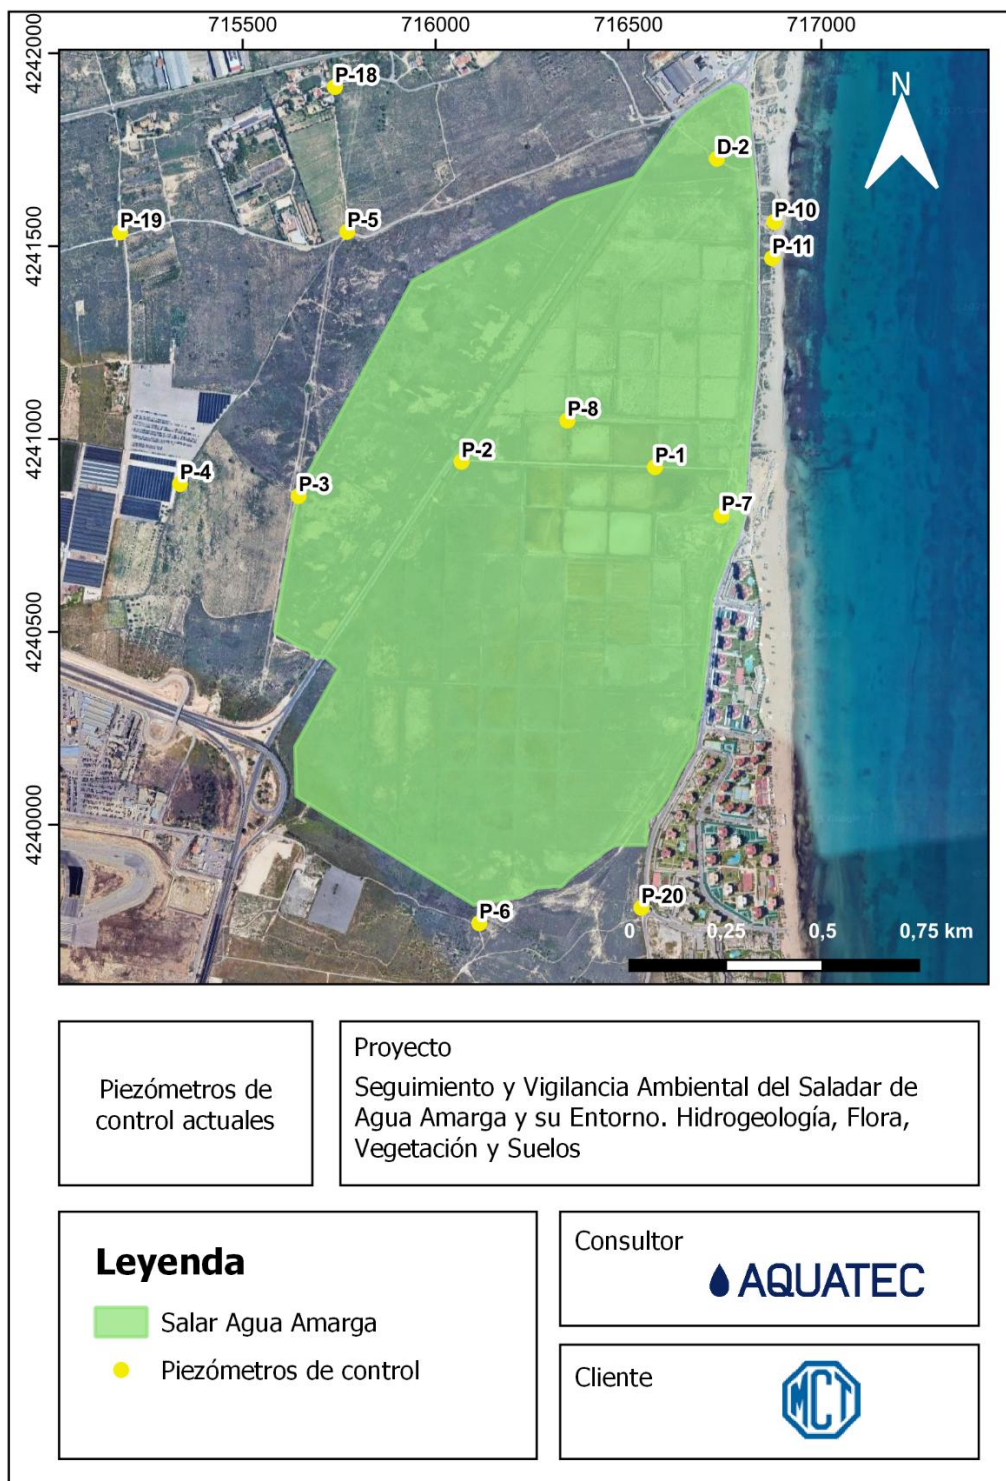 715500 716000 716500 717000
4242000
4241500
4241000
4240500
4240000
N
P-18
D-2
P-19
P-5
P-10
P-11
P-8
P-2
P-1
P-4
P-3
P-7
P-20
P-6
0 0,25 0,5 0,75 km
Piezómetros de
control actuales
Proyecto
Seguimiento y Vigilancia Ambiental del Saladar de
Agua Amarga y su Entorno. Hidrogeología, Flora,
Vegetación y Suelos
Leyenda
Salar Agua Amarga
Piezómetros de control
Consultor
AQUATEC
Cliente
MCT